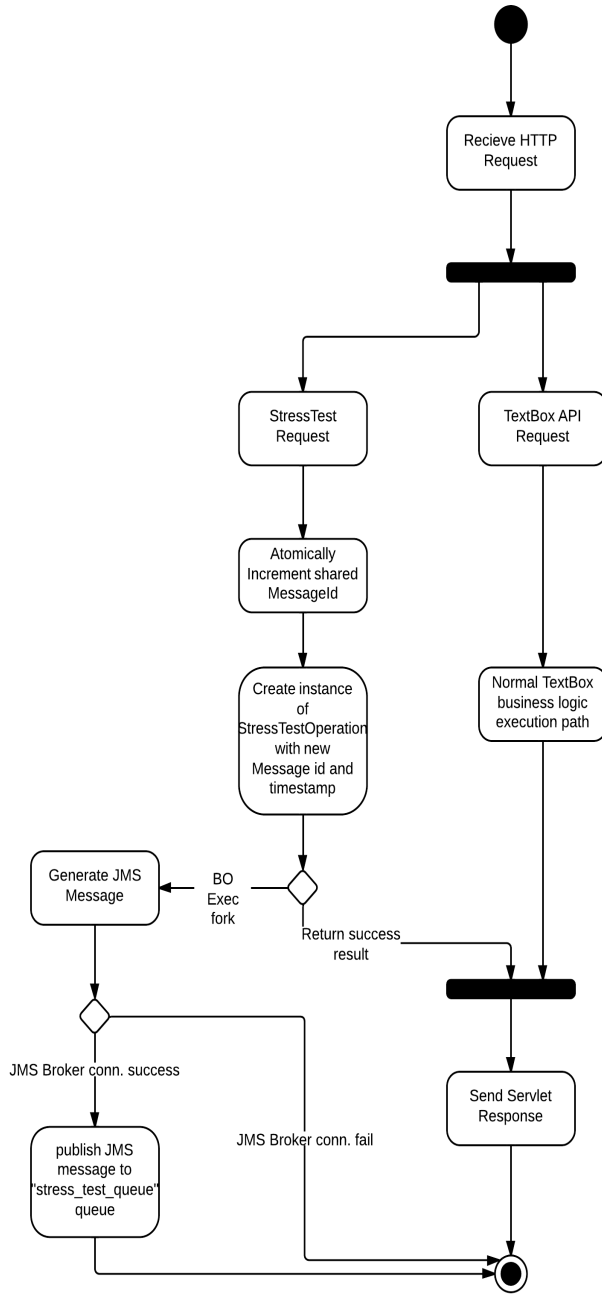 Recieve HTTP
Request
StressTest
Request
TextBox API
Request
Atomically
Increment shared
MessageId
Create instance
of
StressTestOperation
with new
Message id and
timestamp
Normal TextBox
business logic
execution path
Generate JMS
Message
BO
Exec
fork
Return success
result
JMS Broker conn. success
Send Servlet
Response
JMS Broker conn. fail
publish JMS
message to
"stress_test_queue"
queue